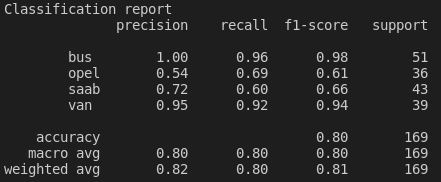 Classification report
              precision    recall  f1-score   support

         bus       1.00      0.96      0.98        51
        opel       0.54      0.69      0.61        36
        saab       0.72      0.60      0.66        43
         van       0.95      0.92      0.94        39

    accuracy                           0.80       169
   macro avg       0.80      0.80      0.80       169
weighted avg       0.82      0.80      0.81       169